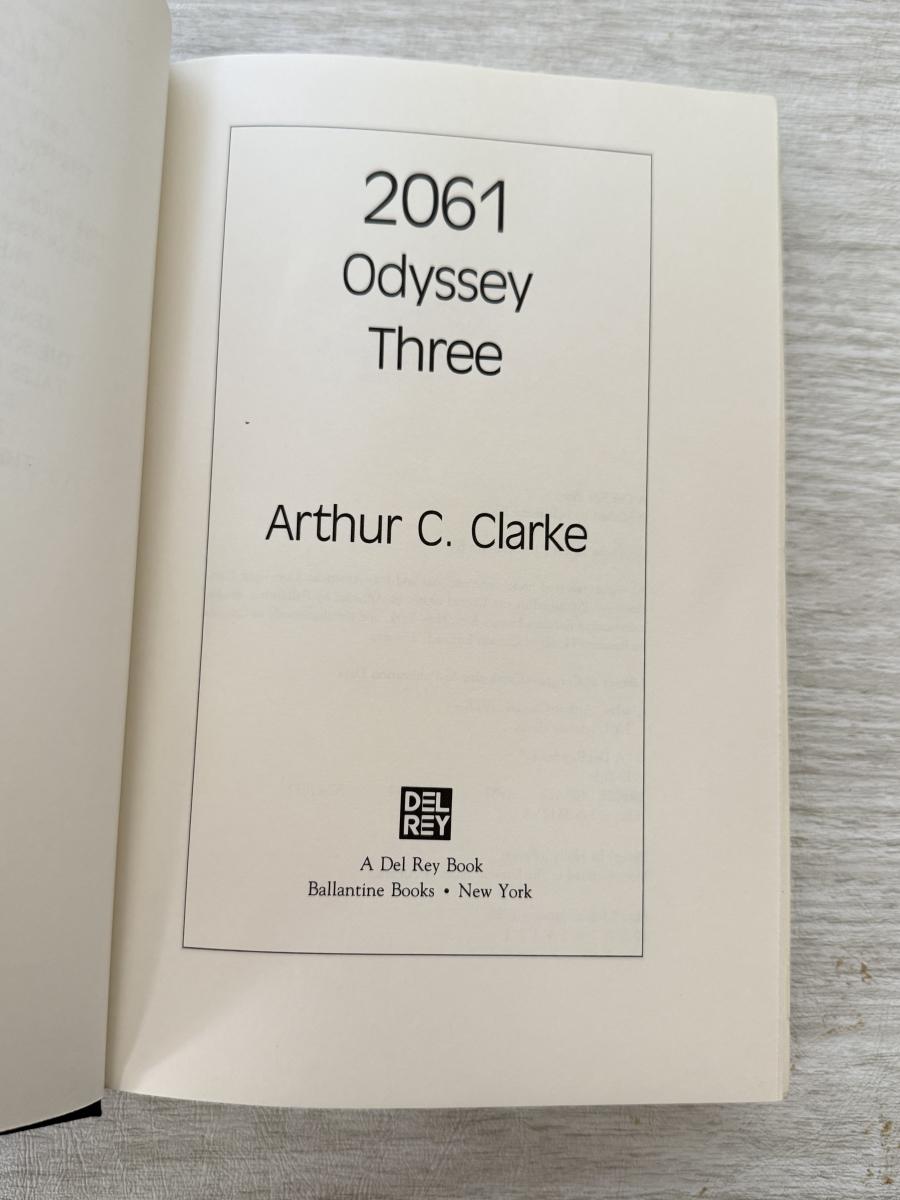 2061
Odyssey
Three
Arthur C. Clarke
DEL
REY
A Del Rey Book
Ballantine Books • New York